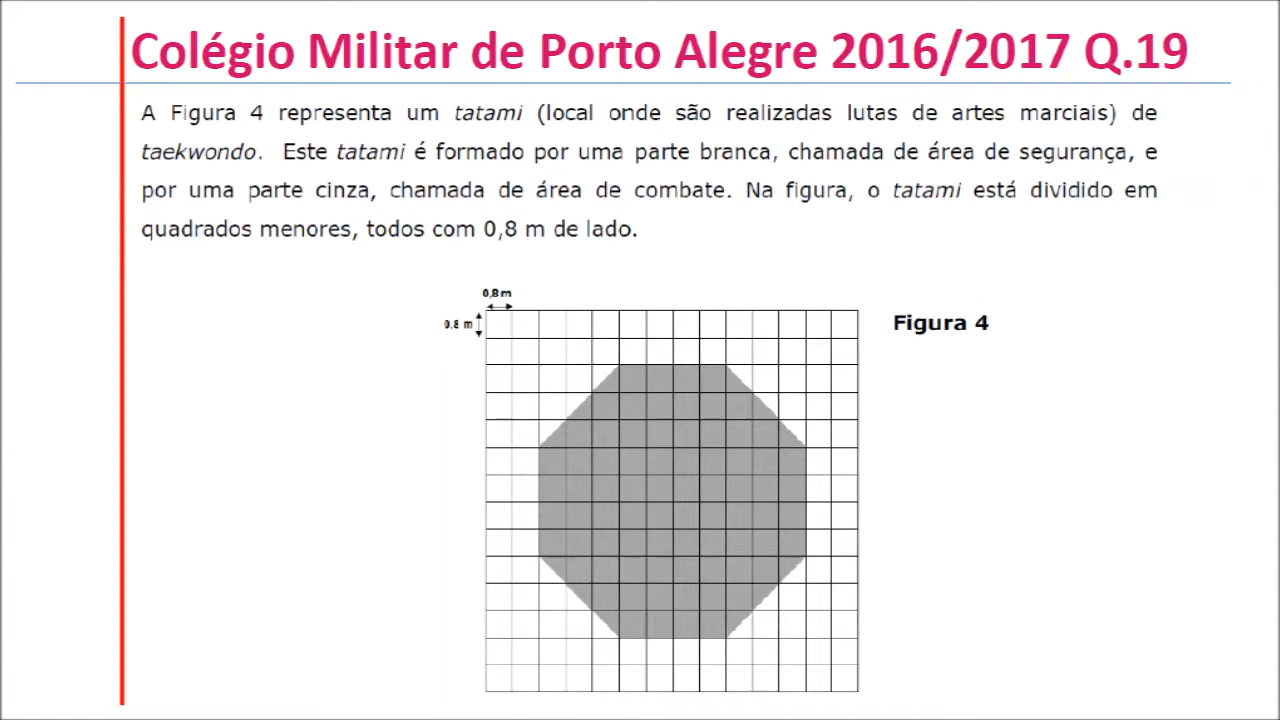 Colégio Militar de Porto Alegre 2016/2017 Q.19
A Figura 4 representa um tatami (local onde são realizadas lutas de artes marciais) de
taekwondo. Este tatami é formado por uma parte branca, chamada de área de segurança, e
por uma parte cinza, chamada de área de combate. Na figura, o tatami está dividido em
quadrados menores, todos com 0,8 m de lado.
0,8 m
0,8 m
Figura 4